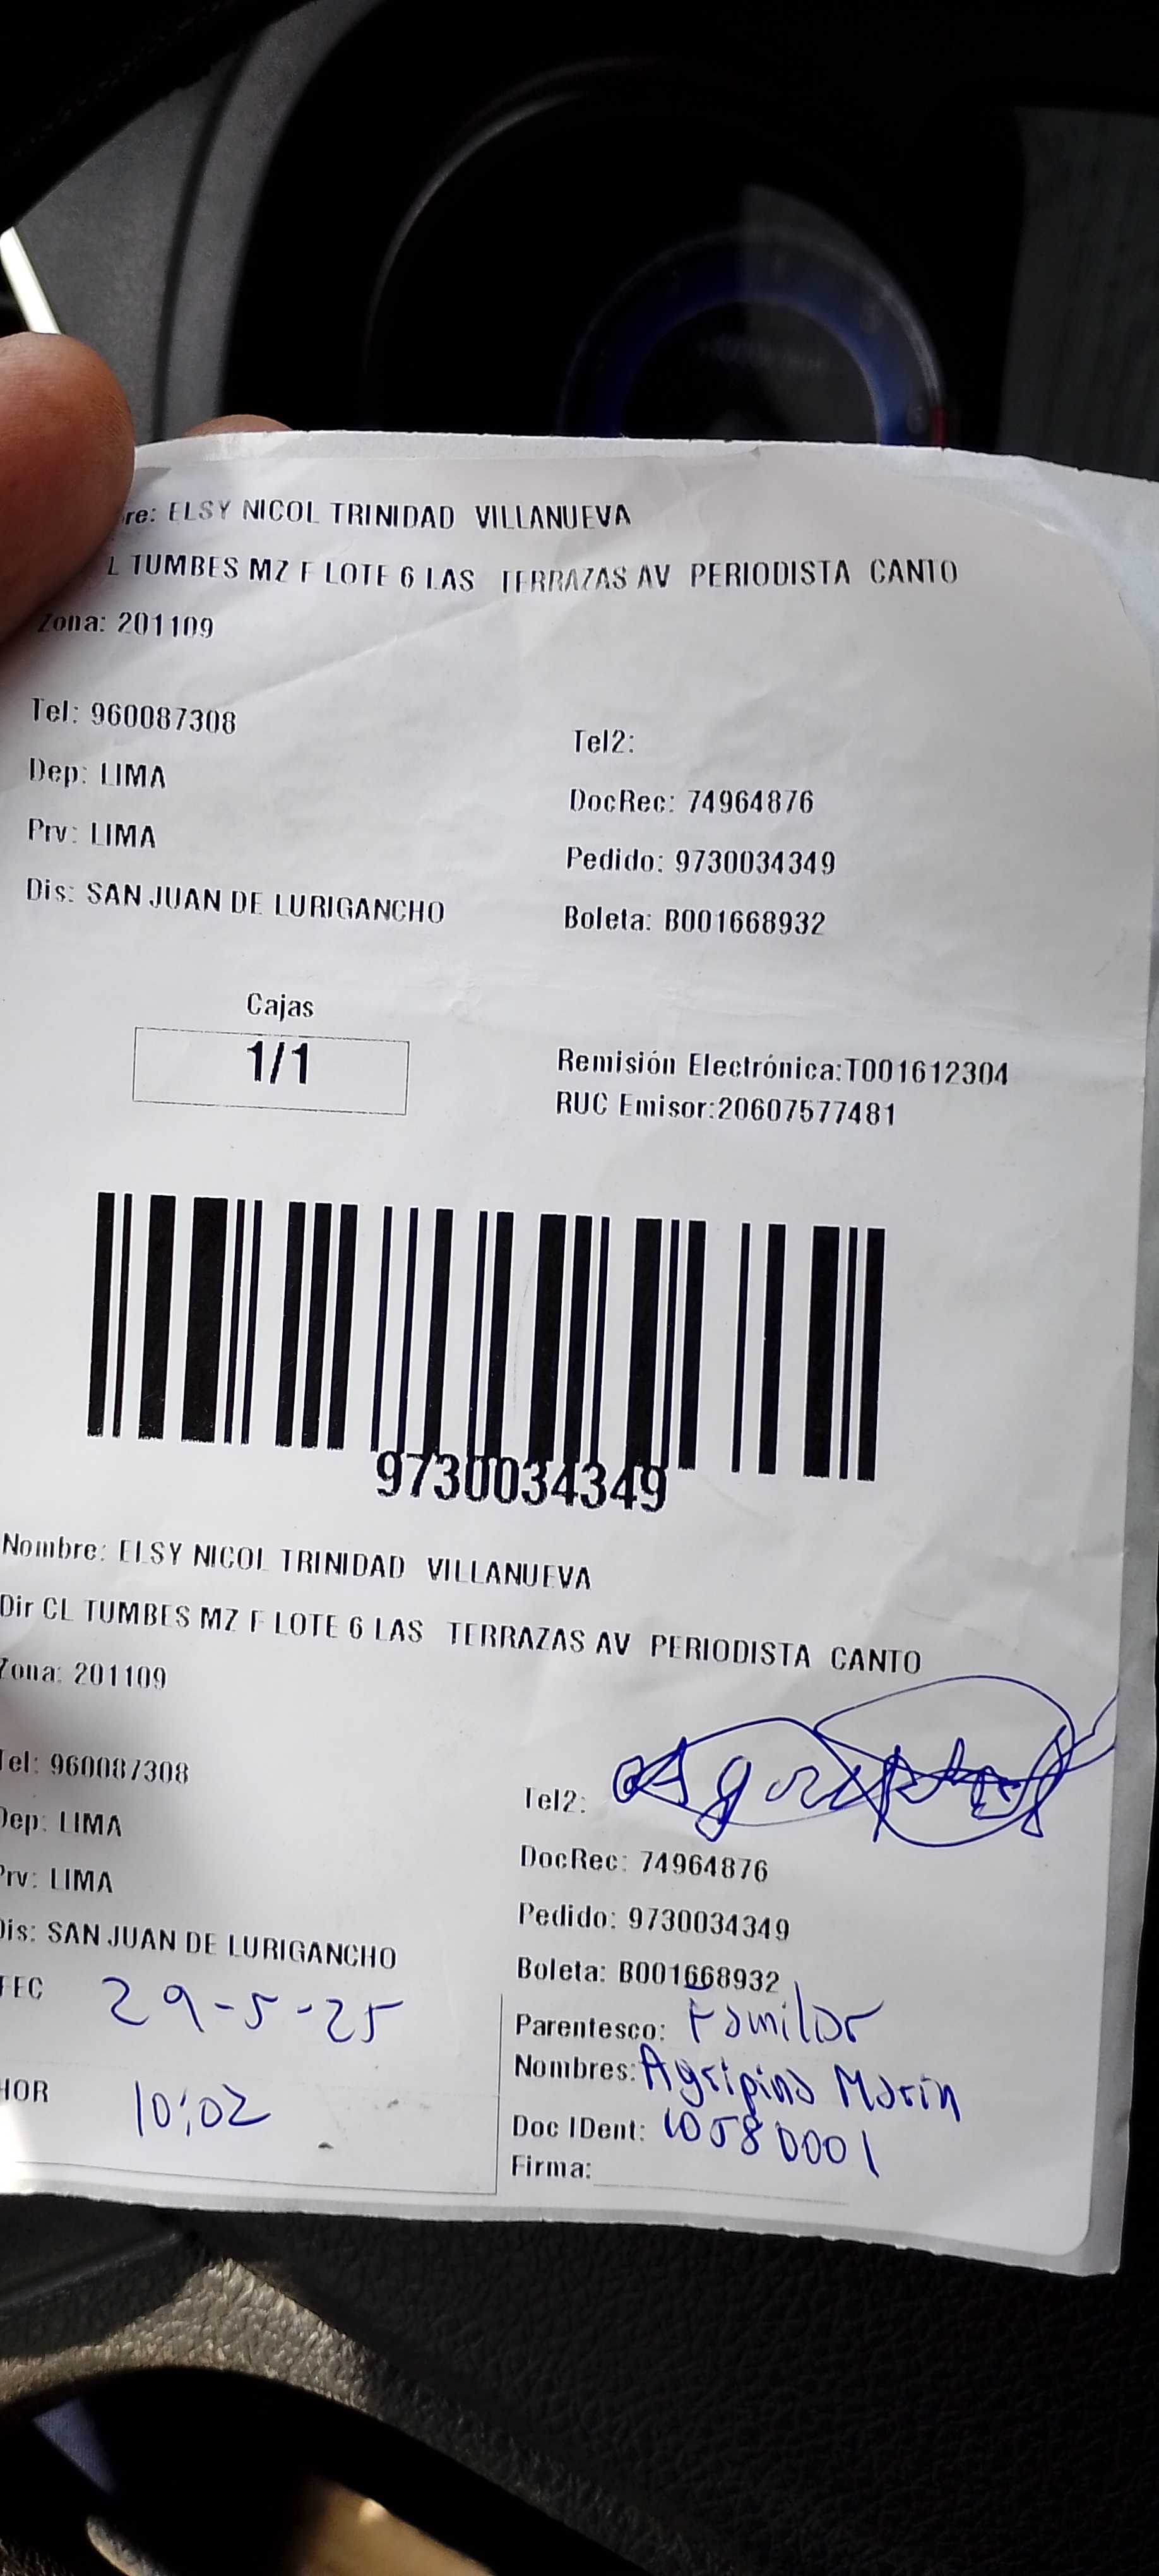 re: ELSY NICOL TRINIDAD VILLANUEVA
L TUMBES MZ F LOTE 6 LAS TERRAZAS AV PERIODISTA CANTO
Zona: 201109
Tel: 960087308
Tel2:
Dep: LIMA
DocRec: 74964876
Prv: LIMA
Pedido: 9730034349
Dis: SAN JUAN DE LURIGANCHO
Boleta: B001668932
Cajas
1/1
Remisión Electrónica:T001612304
RUC Emisor:20607577481
9730034349
Nombre: ELSY NICOL TRINIDAD VILLANUEVA
Dir CL TUMBES MZ F LOTE 6 LAS TERRAZAS AV PERIODISTA CANTO
Zona: 201109
Tel: 960087308
Tel2:
Dep: LIMA
DocRec: 74964876
Prv: LIMA
Pedido: 9730034349
Dis: SAN JUAN DE LURIGANCHO
Boleta: B001668932
FEC 29-5-25
Parentesco: Familiar
Nombres: Agripina Marin
HOR 10:02
Doc IDent: 10580001
Firma: